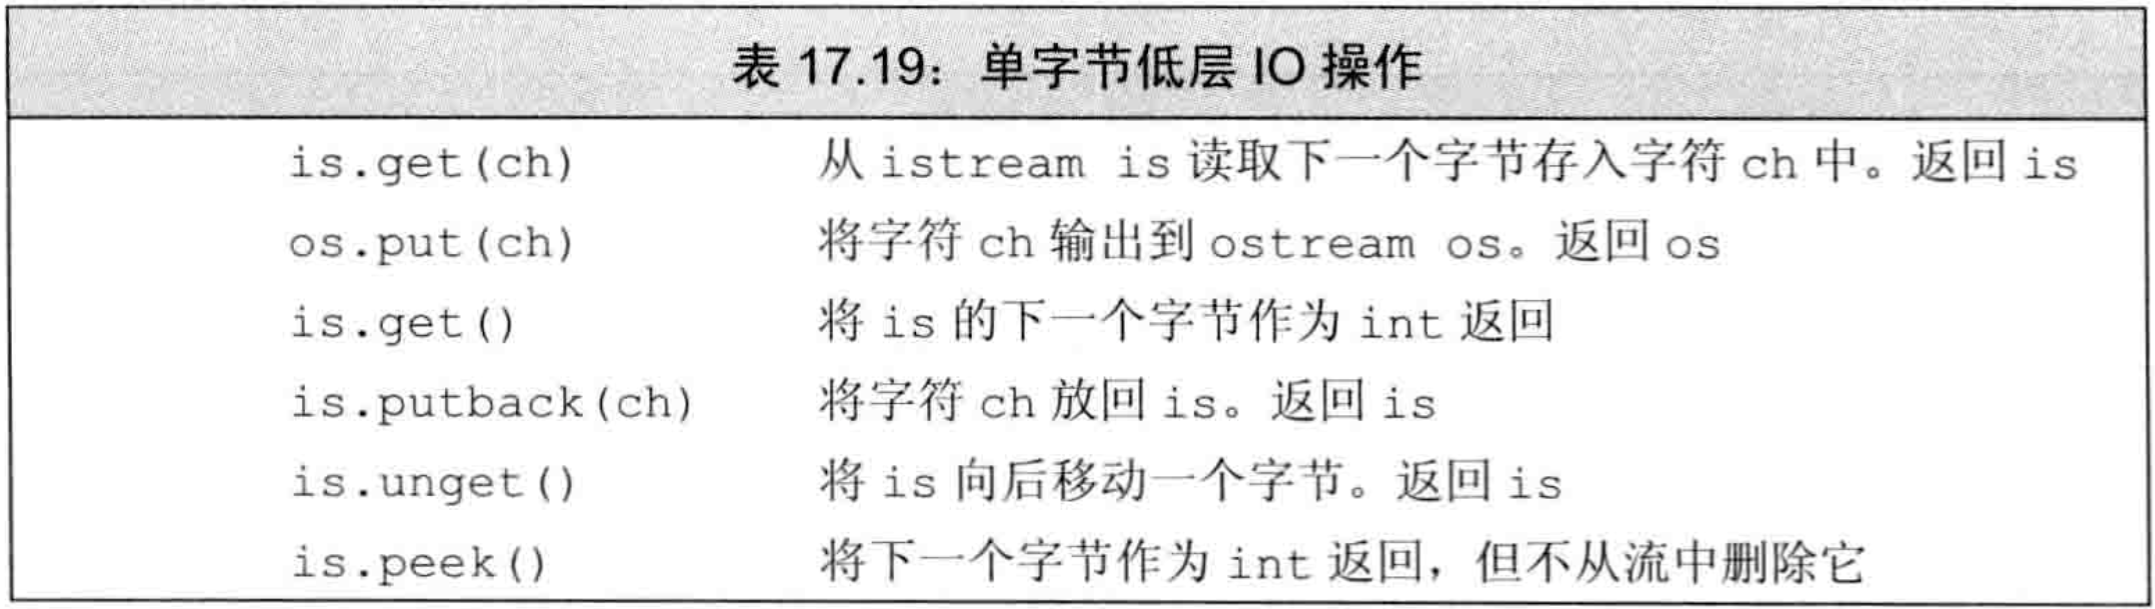 表 17.19：单字节低层 IO 操作
is.get(ch) 从 istream is 读取下一个字节存入字符 ch 中。返回 is
os.put(ch) 将字符 ch 输出到 ostream os。返回 os
is.get() 将 is 的下一个字节作为 int 返回
is.putback(ch) 将字符 ch 放回 is。返回 is
is.unget() 将 is 向后移动一个字节。返回 is
is.peek() 将下一个字节作为 int 返回，但不从流中删除它